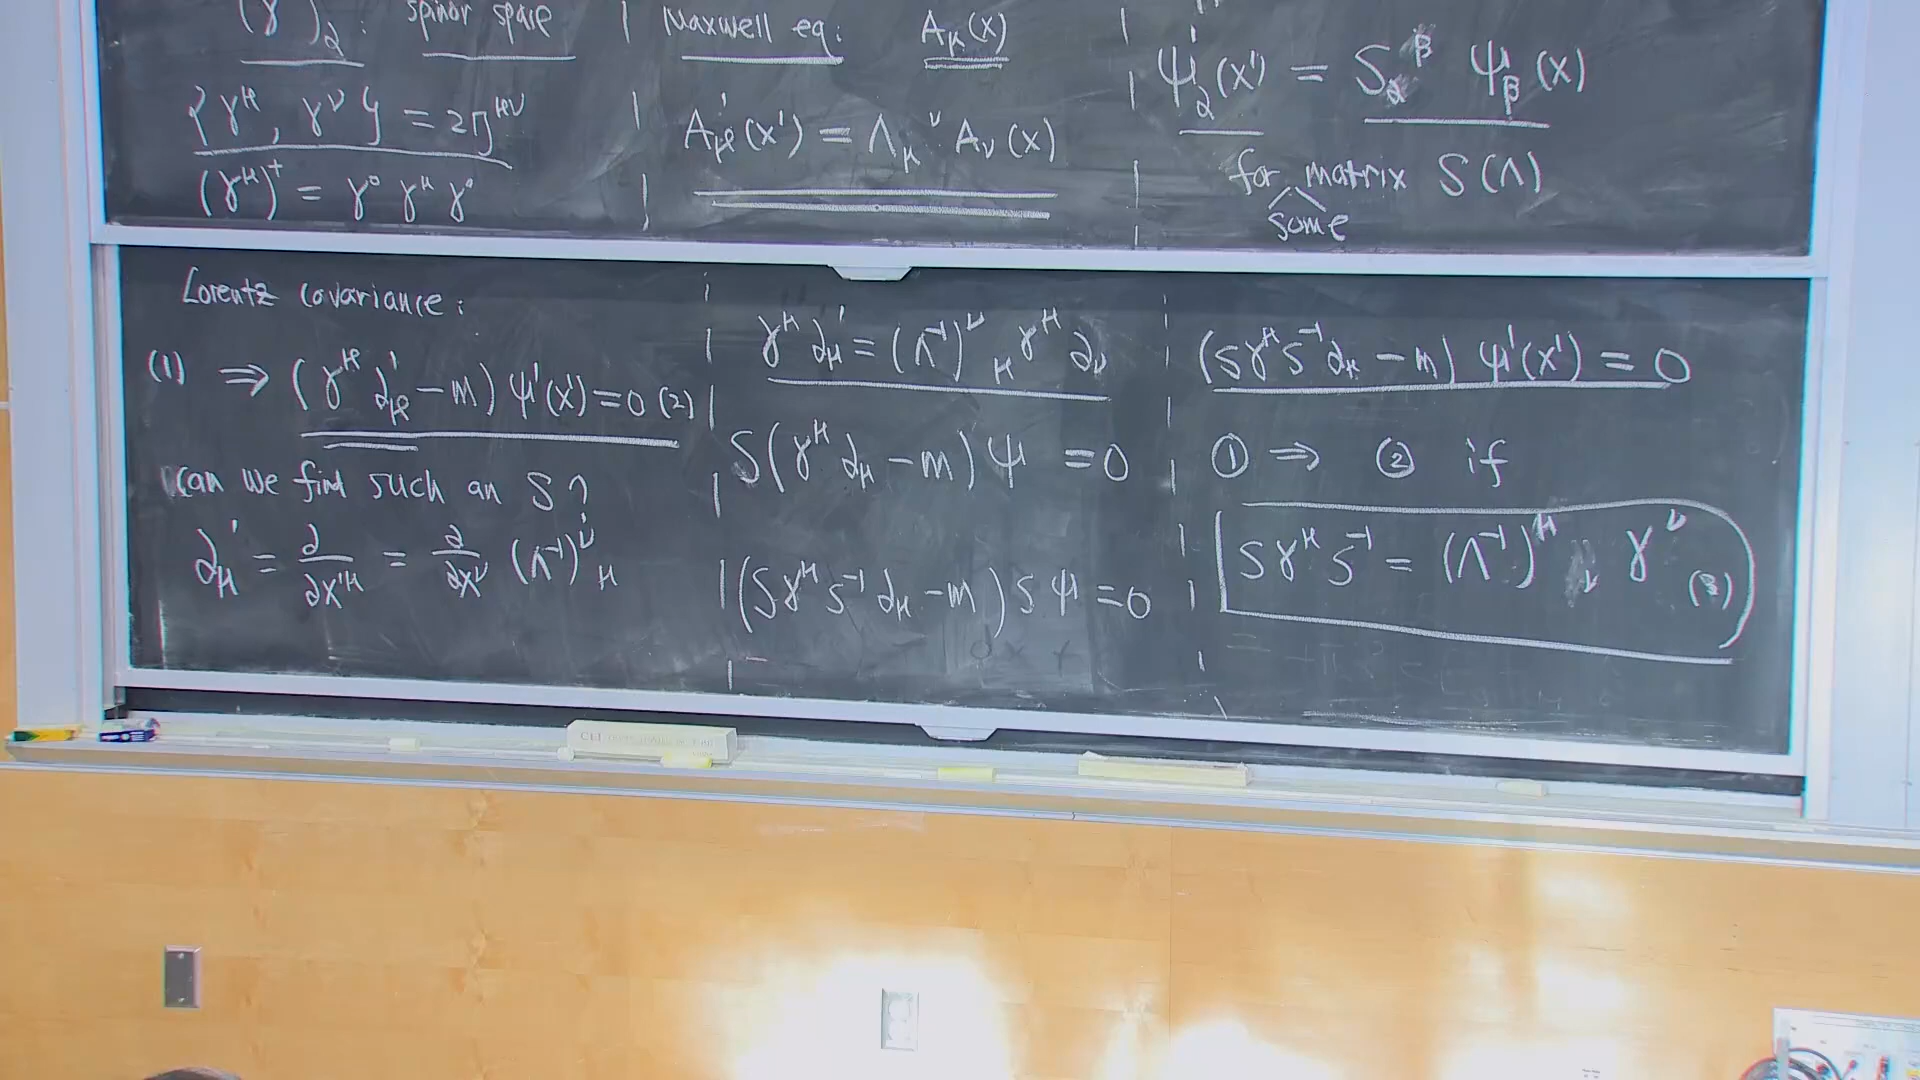 (γ )_α : spinor space
{γ^μ, γ^ν} = 2η^{μν}
(γ^μ)^† = γ^0 γ^μ γ^0
Maxwell eq: A_μ(x)
A'_μ(x') = Λ_μ^ν A_ν(x)
ψ'_α(x') = S_α^β ψ_β(x)
for matrix S(Λ)
some
Lorentz covariance:
(1) ⇒ (γ^μ ∂'_μ − m) ψ'(x') = 0 (2)
can we find such an S?
∂'_μ = ∂/∂x'^μ = ∂/∂x^ν (Λ^{-1})^ν_μ
γ^μ ∂'_μ = (Λ^{-1})^ν_μ γ^μ ∂_ν
S(γ^μ ∂_μ − m) ψ = 0
(Sγ^μ S^{-1} ∂_μ − m) S ψ = 0
(Sγ^μ S^{-1} ∂_μ − m) ψ'(x') = 0
① ⇒ ② if
Sγ^μ S^{-1} = (Λ^{-1})^μ_ν γ^ν (3)